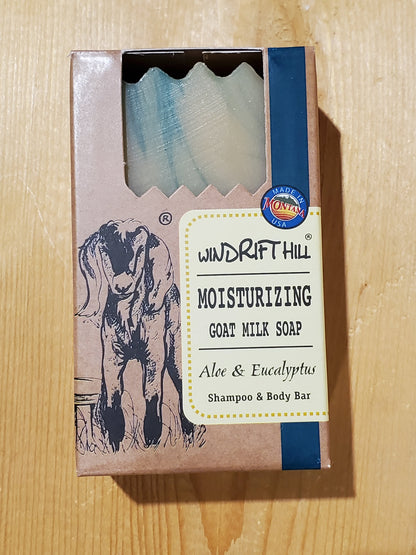 MADE IN
MONTANA
USA
®
WINDRIFT HILL®
MOISTURIZING
GOAT MILK SOAP
Aloe & Eucalyptus
Shampoo & Body Bar